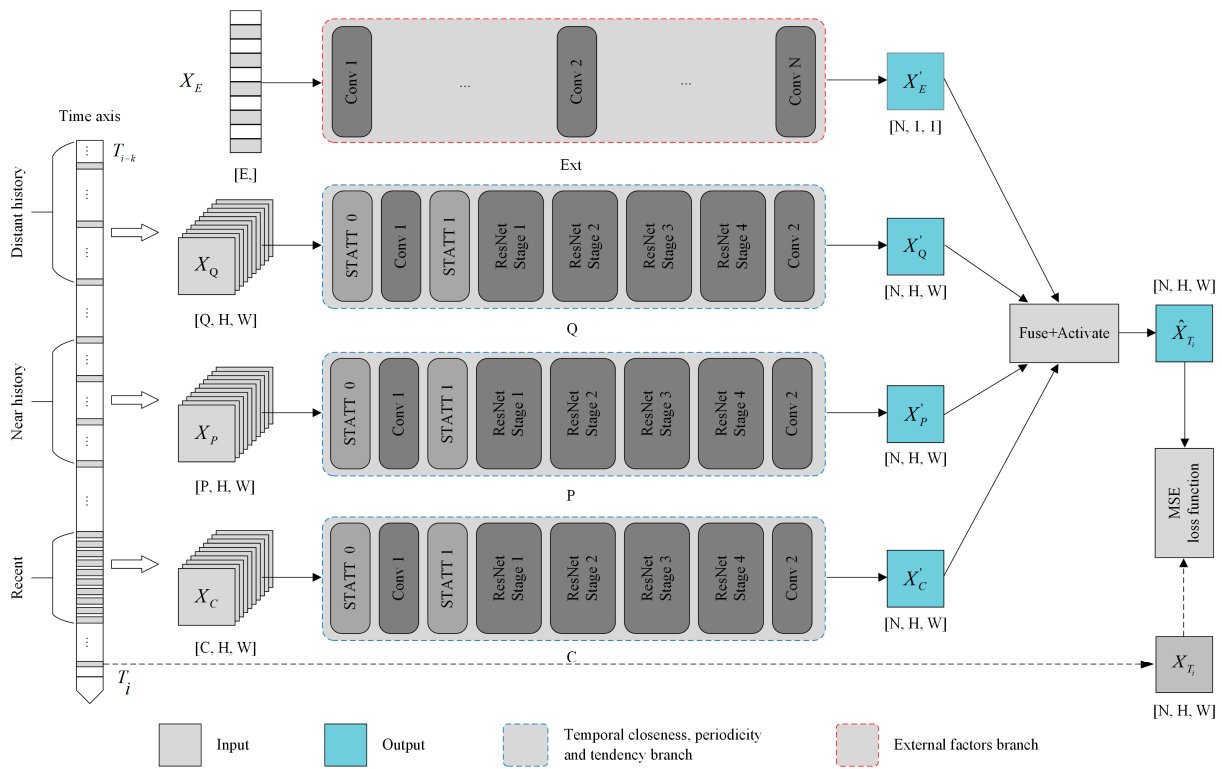 X_E
[E,]
Conv 1
...
Conv 2
...
Conv N
Ext
X'_E
[N, 1, 1]
Time axis
T_{i-k}
Distant history
...
...
...
X_Q
[Q, H, W]
STATT 0
Conv 1
STATT 1
ResNet
Stage 1
ResNet
Stage 2
ResNet
Stage 3
ResNet
Stage 4
Conv 2
Q
X'_Q
[N, H, W]
Near history
...
...
...
...
X_P
[P, H, W]
STATT 0
Conv 1
STATT 1
ResNet
Stage 1
ResNet
Stage 2
ResNet
Stage 3
ResNet
Stage 4
Conv 2
P
X'_P
[N, H, W]
Recent
...
...
X_C
[C, H, W]
STATT 0
Conv 1
STATT 1
ResNet
Stage 1
ResNet
Stage 2
ResNet
Stage 3
ResNet
Stage 4
Conv 2
C
X'_C
[N, H, W]
Fuse+Activate
[N, H, W]
X̂_{T_i}
MSE
loss function
X_{T_i}
[N, H, W]
T_i
Input
Output
Temporal closeness, periodicity
and tendency branch
External factors branch